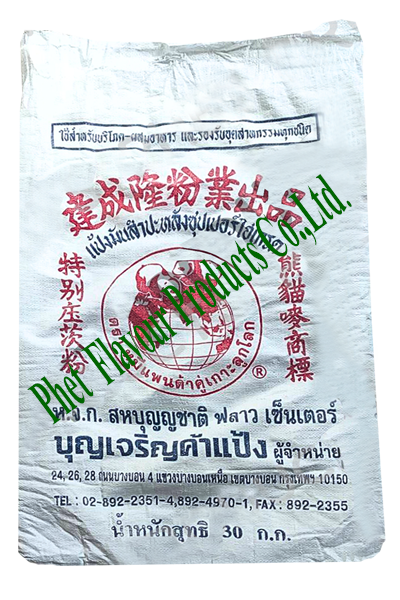 ใช้สำหรับบริโภค-ผสมอาหาร และรองรับอุตสาหกรรมทุกชนิด
達成隆粉業出品
แป้งมันสำปะหลังซุปเปอร์ไฮเกรด
特别压茨粉
熊貓嘜商標
ตรา แพนด้าคู่เกาะลูกโลก
®
Phet Flavour Products Co.,Ltd.
ห.จ.ก. สหบุญญชาติ ฟลาว เซ็นเตอร์
บุญเจริญค้าแป้ง ผู้จำหน่าย
24, 26, 28 ถนนบางบอน 4 แขวงบางบอนเหนือ เขตบางบอน กรุงเทพฯ 10150
TEL : 02-892-2351-4,892-4970-1, FAX : 892-2355
น้ำหนักสุทธิ 30 ก.ก.